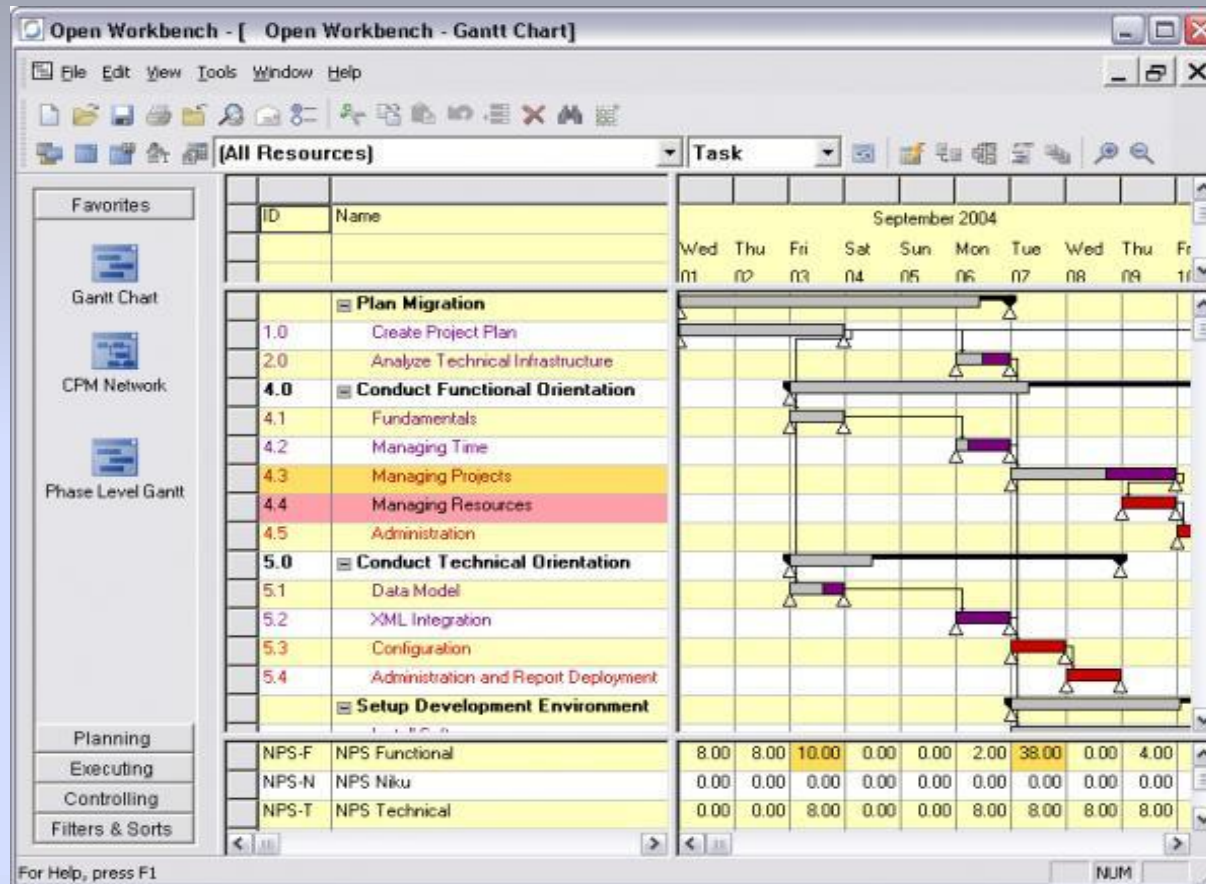 Open Workbench - [ Open Workbench - Gantt Chart]
File Edit View Tools Window Help
(All Resources) Task
Favorites
Gantt Chart
CPM Network
Phase Level Gantt
Planning
Executing
Controlling
Filters & Sorts
ID Name
September 2004
Wed Thu Fri Sat Sun Mon Tue Wed Thu
01 02 03 04 05 06 07 08 09 10
Plan Migration
1.0 Create Project Plan
2.0 Analyze Technical Infrastructure
4.0 Conduct Functional Orientation
4.1 Fundamentals
4.2 Managing Time
4.3 Managing Projects
4.4 Managing Resources
4.5 Administration
5.0 Conduct Technical Orientation
5.1 Data Model
5.2 XML Integration
5.3 Configuration
5.4 Administration and Report Deployment
Setup Development Environment
NPS-F NPS Functional 8.00 8.00 10.00 0.00 0.00 2.00 38.00 0.00 4.00
NPS-N NPS Niku 0.00 0.00 0.00 0.00 0.00 0.00 0.00 0.00 0.00
NPS-T NPS Technical 0.00 0.00 8.00 0.00 0.00 8.00 8.00 8.00 8.00
For Help, press F1 NUM